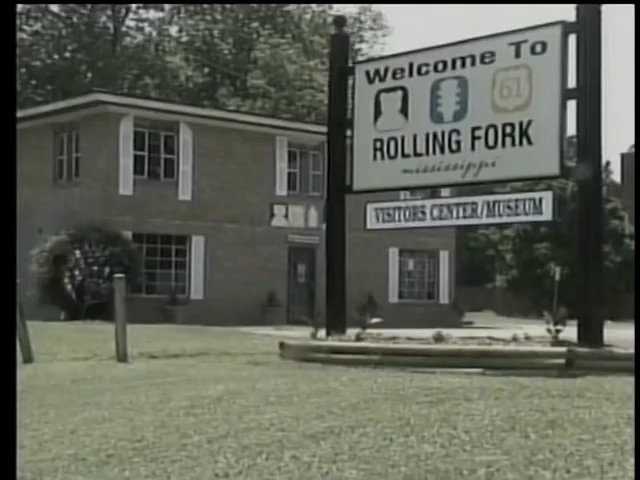 Welcome To
61
ROLLING FORK
mississippi
VISITORS CENTER/MUSEUM